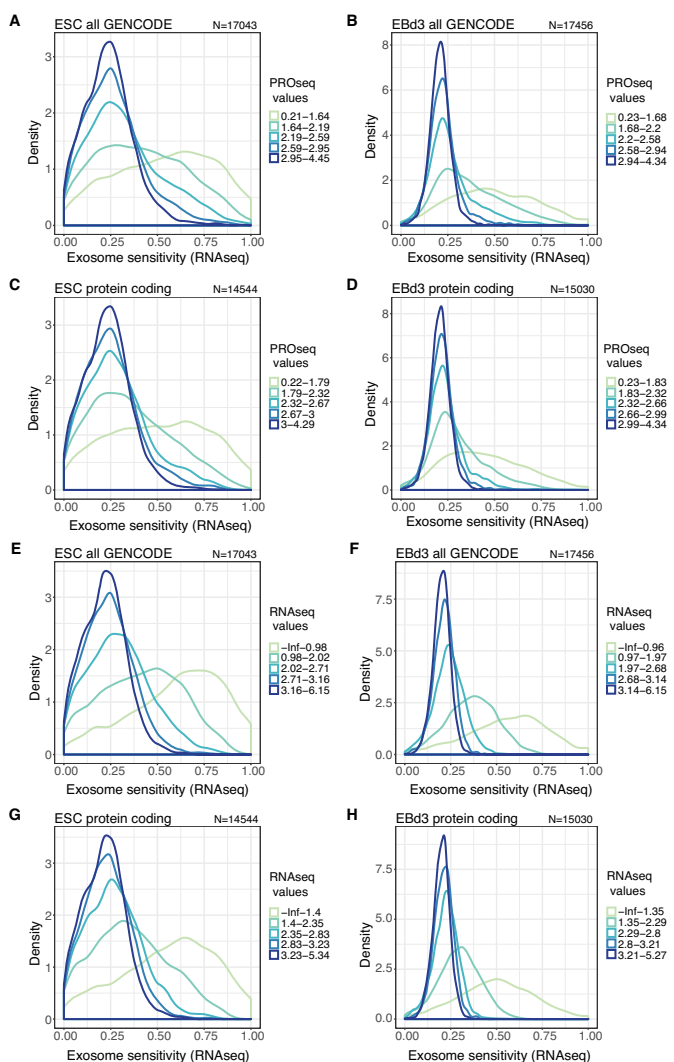 A
ESC all GENCODE
N=17043
3
2
1
0
Density
0.00 0.25 0.50 0.75 1.00
Exosome sensitivity (RNAseq)
PROseq
values
0.21−1.64
1.64−2.19
2.19−2.59
2.59−2.95
2.95−4.45
B
EBd3 all GENCODE
N=17456
8
6
4
2
0
Density
0.00 0.25 0.50 0.75 1.00
Exosome sensitivity (RNAseq)
PROseq
values
0.23−1.68
1.68−2.2
2.2−2.58
2.58−2.94
2.94−4.34
C
ESC protein coding
N=14544
3
2
1
0
Density
0.00 0.25 0.50 0.75 1.00
Exosome sensitivity (RNAseq)
PROseq
values
0.22−1.79
1.79−2.32
2.32−2.67
2.67−3
3−4.29
D
EBd3 protein coding
N=15030
8
6
4
2
0
Density
0.00 0.25 0.50 0.75 1.00
Exosome sensitivity (RNAseq)
PROseq
values
0.23−1.83
1.83−2.32
2.32−2.66
2.66−2.99
2.99−4.34
E
ESC all GENCODE
N=17043
3
2
1
0
Density
0.00 0.25 0.50 0.75 1.00
Exosome sensitivity (RNAseq)
RNAseq
values
−Inf−0.98
0.98−2.02
2.02−2.71
2.71−3.16
3.16−6.15
F
EBd3 all GENCODE
N=17456
7.5
5.0
2.5
0.0
Density
0.00 0.25 0.50 0.75 1.00
Exosome sensitivity (RNAseq)
RNAseq
values
−Inf−0.96
0.97−1.97
1.97−2.68
2.68−3.14
3.14−6.15
G
ESC protein coding
N=14544
3
2
1
0
Density
0.00 0.25 0.50 0.75 1.00
Exosome sensitivity (RNAseq)
RNAseq
values
−Inf−1.4
1.4−2.35
2.35−2.83
2.83−3.23
3.23−5.34
H
EBd3 protein coding
N=15030
7.5
5.0
2.5
0.0
Density
0.00 0.25 0.50 0.75 1.00
Exosome sensitivity (RNAseq)
RNAseq
values
−Inf−1.35
1.35−2.29
2.29−2.8
2.8−3.21
3.21−5.27